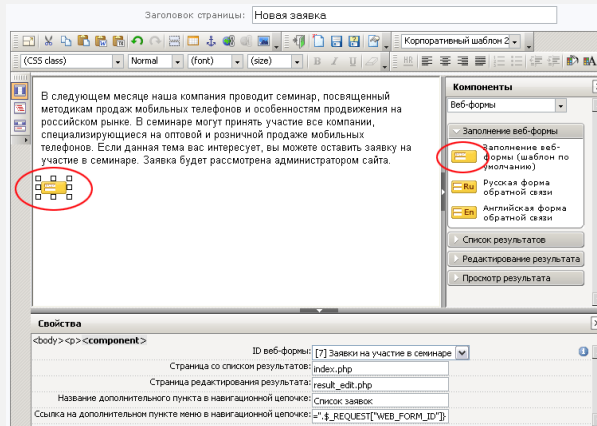 Заголовок страницы: Новая заявка
Корпоративный шаблон 2
(CSS class) Normal (font) (size) B I U HR
В следующем месяце наша компания проводит семинар, посвященный
методикам продаж мобильных телефонов и особенностям продвижения на
российском рынке. В семинаре могут принять участие все компании,
специализирующиеся на оптовой и розничной продаже мобильных
телефонов. Если данная тема вас интересует, вы можете оставить заявку на
участие в семинаре. Заявка будет рассмотрена администратором сайта.
Компоненты
Веб-формы
Заполнение веб-формы
Заполнение веб-
формы (шаблон по
умолчанию)
Ru Русская форма
обратной связи
En Английская форма
обратной связи
Список результатов
Редактирование результата
Просмотр результата
Свойства
<body><p><component>
ID веб-формы: [7] Заявки на участие в семинаре
Страница со списком результатов: index.php
Страница редактирования результата: result_edit.php
Название дополнительного пункта в навигационной цепочке: Список заявок
Ссылка на дополнительном пункте меню в навигационной цепочке: =".$_REQUEST["WEB_FORM_ID"]}